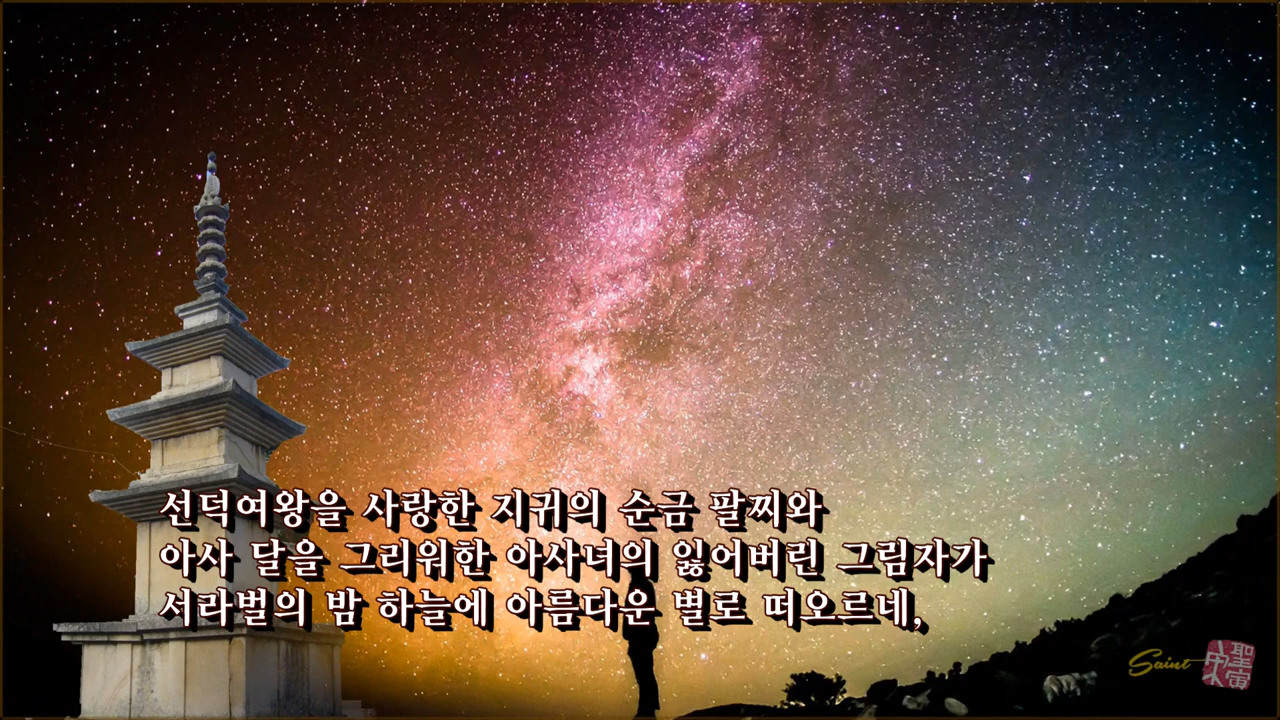 선덕여왕을 사랑한 지귀의 순금 팔찌와
아사 달을 그리워한 아사녀의 잃어버린 그림자가
서라벌의 밤 하늘에 아름다운 별로 떠오르네,
Saint